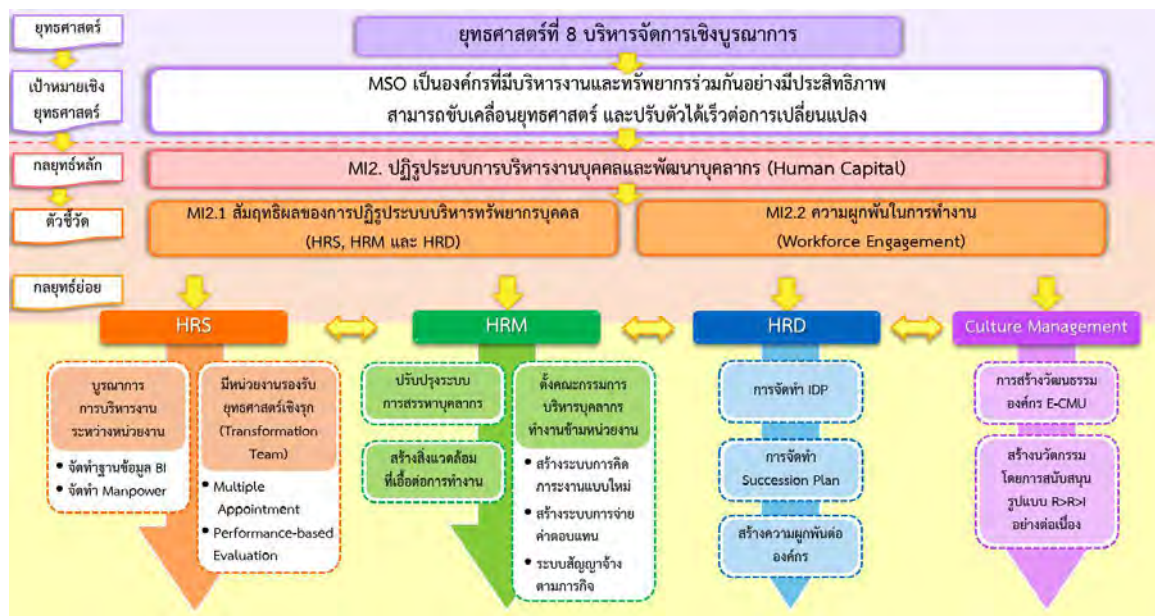 ยุทธศาสตร์
ยุทธศาสตร์ที่ 8 บริหารจัดการเชิงบูรณาการ
เป้าหมายเชิง
ยุทธศาสตร์
MSO เป็นองค์กรที่มีบริหารงานและทรัพยากรร่วมกันอย่างมีประสิทธิภาพ
สามารถขับเคลื่อนยุทธศาสตร์ และปรับตัวได้เร็วต่อการเปลี่ยนแปลง
กลยุทธ์หลัก
MI2. ปฏิรูประบบการบริหารงานบุคคลและพัฒนาบุคลากร (Human Capital)
ตัวชี้วัด
MI2.1 สัมฤทธิผลของการปฏิรูประบบบริหารทรัพยากรบุคคล
(HRS, HRM และ HRD)
MI2.2 ความผูกพันในการทำงาน
(Workforce Engagement)
กลยุทธ์ย่อย
HRS
บูรณาการ
การบริหารงาน
ระหว่างหน่วยงาน
• จัดทำฐานข้อมูล BI
• จัดทำ Manpower
มีหน่วยงานรองรับ
ยุทธศาสตร์เชิงรุก
(Transformation
Team)
• Multiple
Appointment
• Performance-based
Evaluation
HRM
ปรับปรุงระบบ
การสรรหาบุคลากร
สร้างสิ่งแวดล้อม
ที่เอื้อต่อการทำงาน
ตั้งคณะกรรมการ
บริหารบุคลากร
ทำงานข้ามหน่วยงาน
• สร้างระบบการคิด
ภาระงานแบบใหม่
• สร้างระบบการจ่าย
ค่าตอบแทน
• ระบบสัญญาจ้าง
ตามภารกิจ
HRD
การจัดทำ IDP
การจัดทำ
Succession Plan
สร้างความผูกพันต่อ
องค์กร
Culture Management
การสร้างวัฒนธรรม
องค์กร E-CMU
สร้างนวัตกรรม
โดยการสนับสนุน
รูปแบบ R>R>I
อย่างต่อเนื่อง